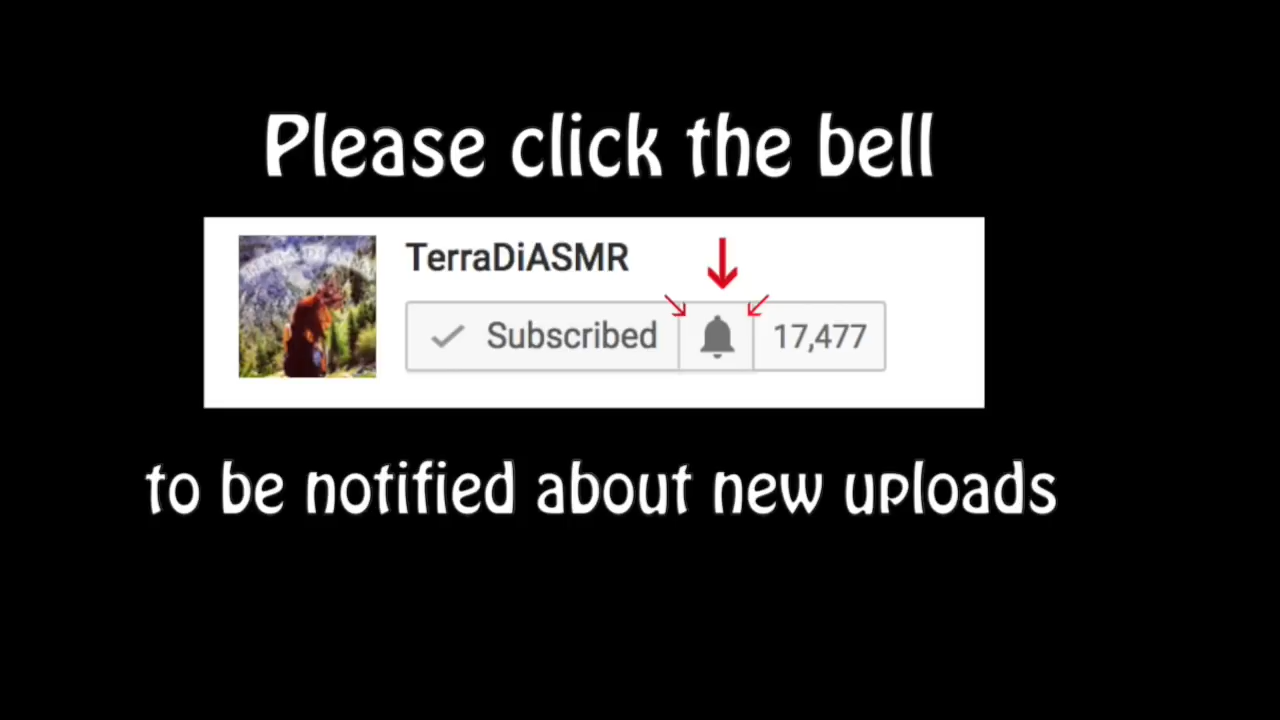 Please click the bell
TerraDiASMR
Subscribed 17,477
to be notified about new uploads